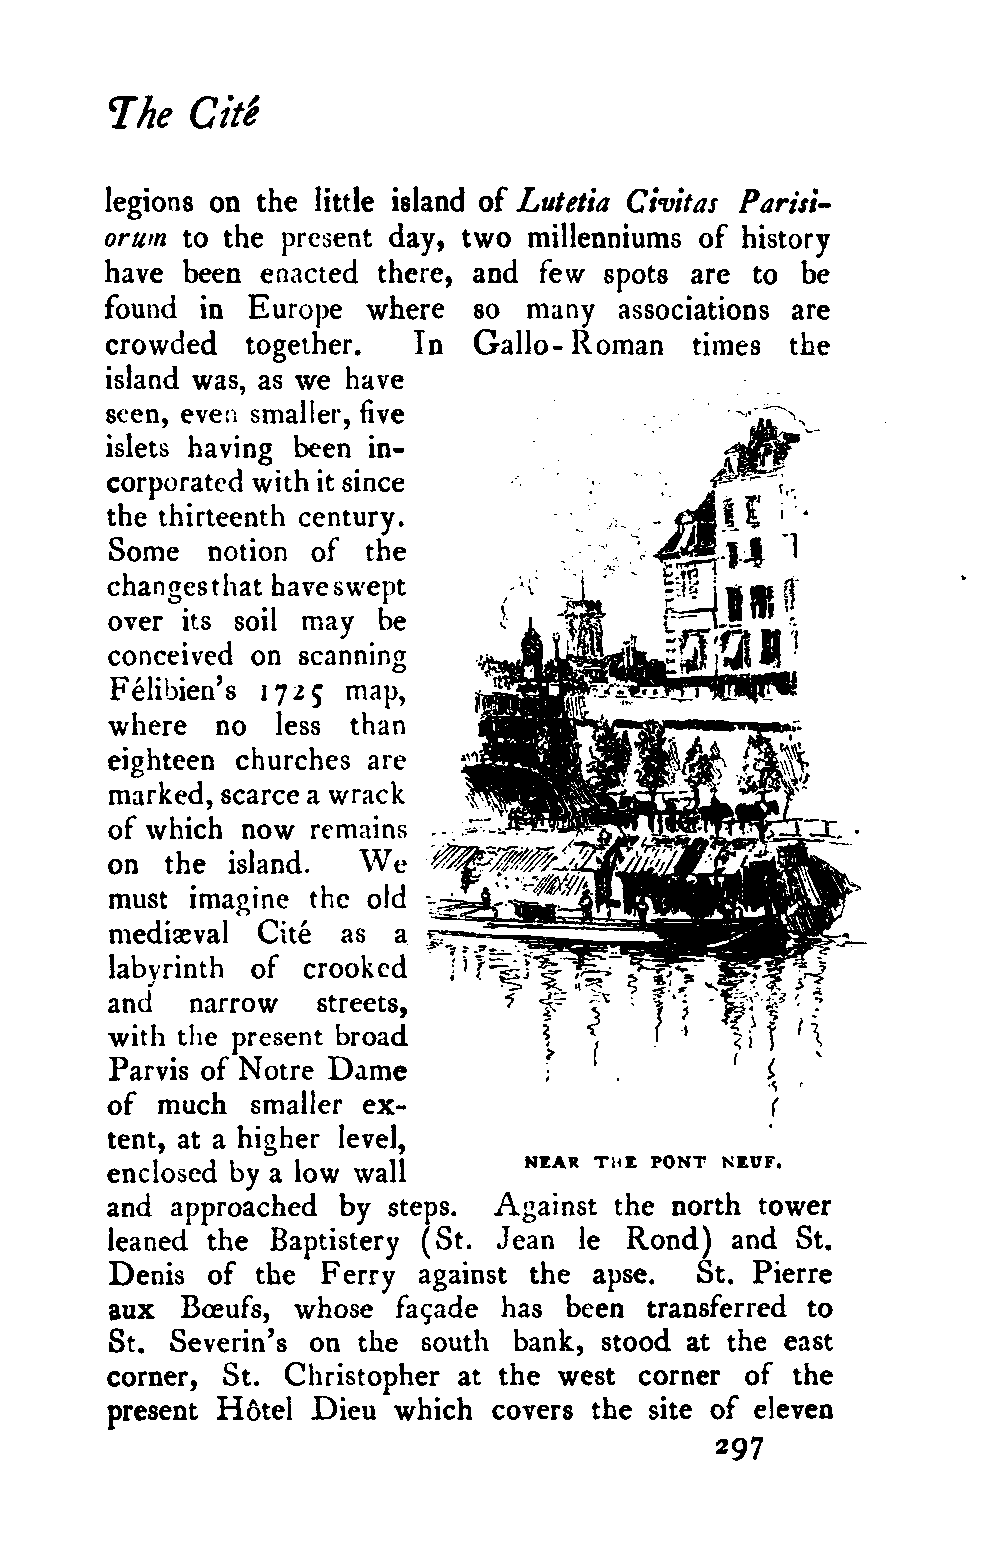 The Cité
legions on the little island of Lutetia Civitas Parisi-
orum to the present day, two millenniums of history
have been enacted there, and few spots are to be
found in Europe where so many associations are
crowded together. In Gallo-Roman times the
island was, as we have
seen, even smaller, five
islets having been in-
corporated with it since
the thirteenth century.
Some notion of the
changes that have swept
over its soil may be
conceived on scanning
Félibien's 1725 map,
where no less than
eighteen churches are
marked, scarce a wrack
of which now remains
on the island. We
must imagine the old
mediæval Cité as a
labyrinth of crooked
and narrow streets,
with the present broad
Parvis of Notre Dame
of much smaller ex-
tent, at a higher level,
enclosed by a low wall
NEAR THE PONT NEUF.
and approached by steps. Against the north tower
leaned the Baptistery (St. Jean le Rond) and St.
Denis of the Ferry against the apse. St. Pierre
aux Bœufs, whose façade has been transferred to
St. Severin's on the south bank, stood at the east
corner, St. Christopher at the west corner of the
present Hôtel Dieu which covers the site of eleven
297